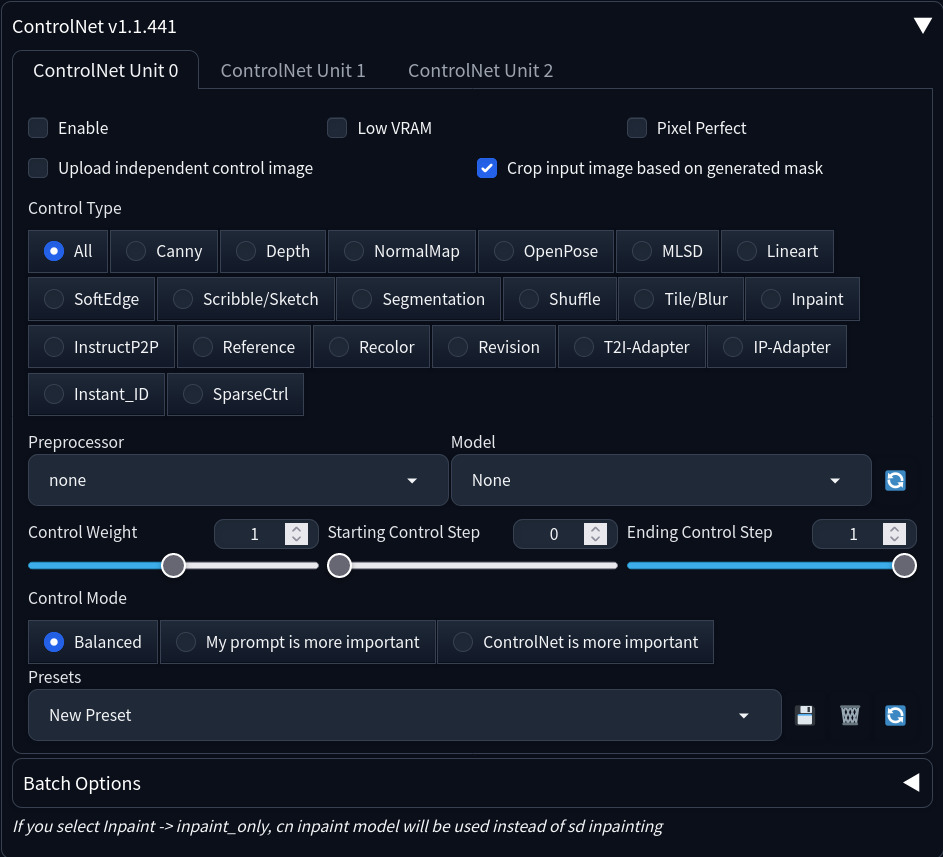 ControlNet v1.1.441
ControlNet Unit 0 ControlNet Unit 1 ControlNet Unit 2
Enable Low VRAM Pixel Perfect
Upload independent control image Crop input image based on generated mask
Control Type
All Canny Depth NormalMap OpenPose MLSD Lineart
SoftEdge Scribble/Sketch Segmentation Shuffle Tile/Blur Inpaint
InstructP2P Reference Recolor Revision T2I-Adapter IP-Adapter
Instant_ID SparseCtrl
Preprocessor Model
none None
Control Weight 1 Starting Control Step 0 Ending Control Step 1
Control Mode
Balanced My prompt is more important ControlNet is more important
Presets
New Preset
Batch Options
If you select Inpaint -> inpaint_only, cn inpaint model will be used instead of sd inpainting